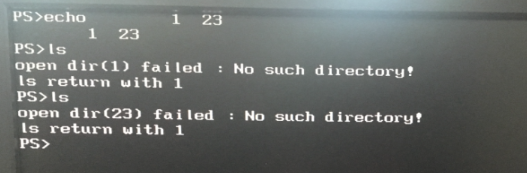 PS>echo          1  23
        1  23
PS>ls
open dir(1) failed : No such directory!
ls return with 1
PS>ls
open dir(23) failed : No such directory!
ls return with 1
PS>